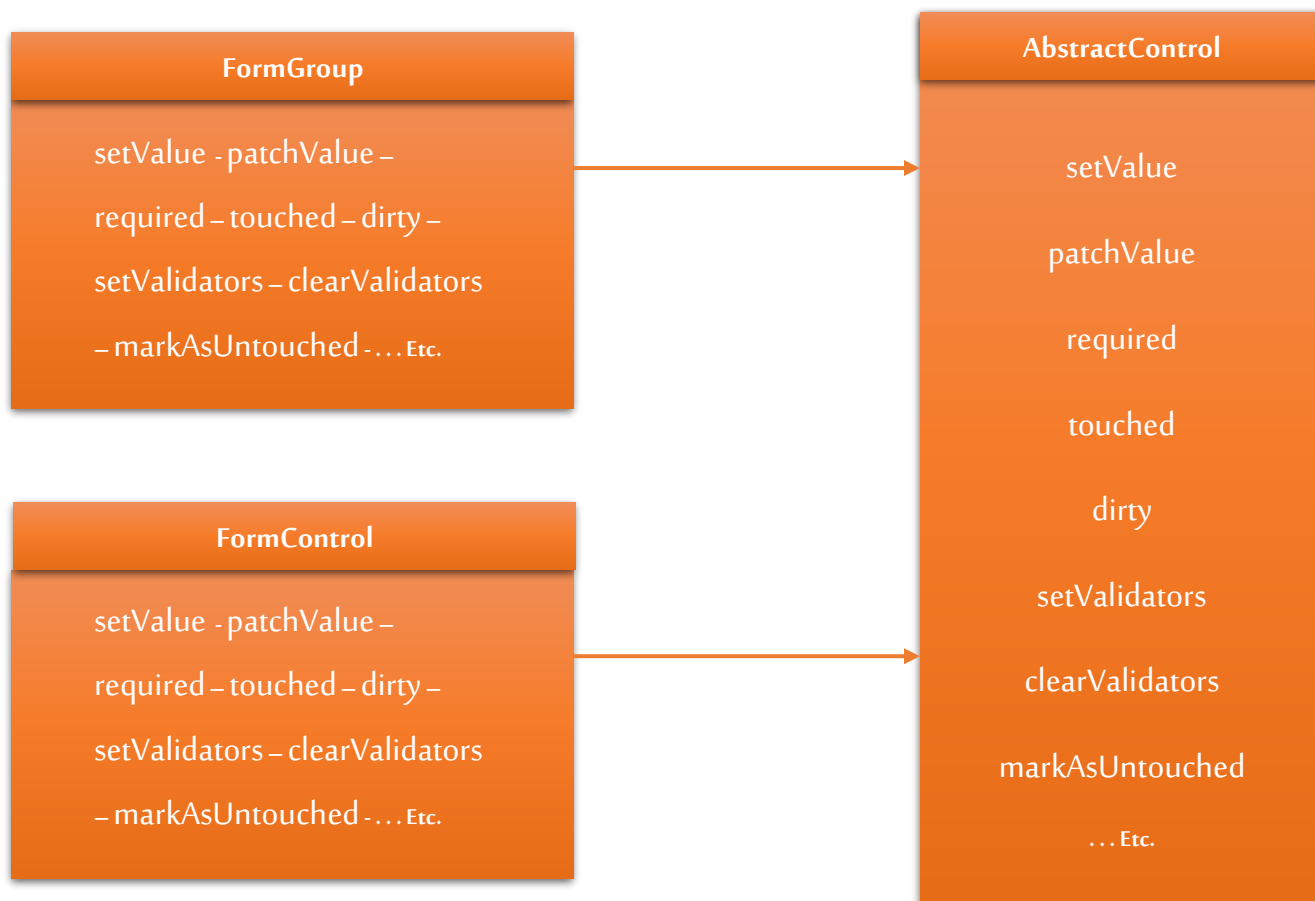 FormGroup
setValue - patchValue –
required – touched – dirty –
setValidators – clearValidators
– markAsUntouched - ... Etc.
FormControl
setValue - patchValue –
required – touched – dirty –
setValidators – clearValidators
– markAsUntouched - ... Etc.
AbstractControl
setValue
patchValue
required
touched
dirty
setValidators
clearValidators
markAsUntouched
... Etc.